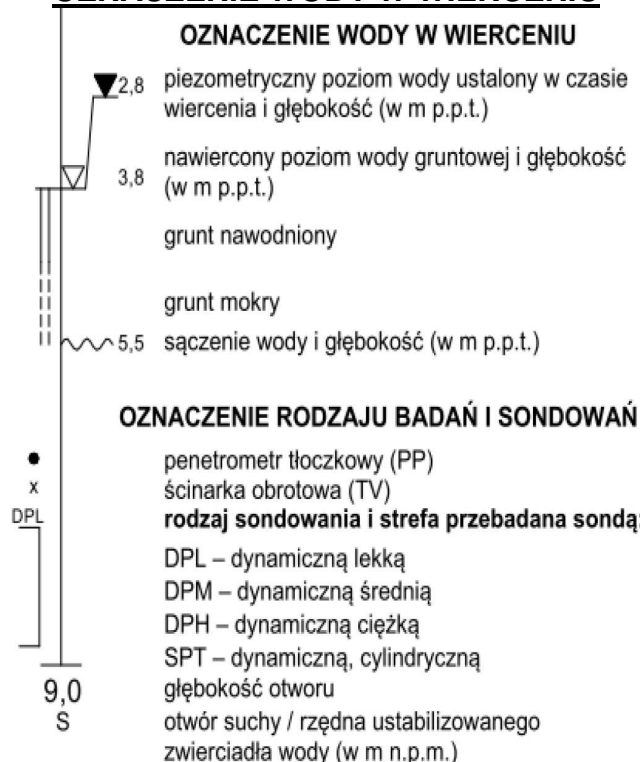 OZNACZENIE WODY W WIERCENIU
2,8 piezometryczny poziom wody ustalony w czasie
wiercenia i głębokość (w m p.p.t.)
nawiercony poziom wody gruntowej i głębokość
3,8 (w m p.p.t.)
grunt nawodniony
grunt mokry
5,5 sączenie wody i głębokość (w m p.p.t.)
OZNACZENIE RODZAJU BADAŃ I SONDOWAŃ
penetrometr tłoczkowy (PP)
x ścinarka obrotowa (TV)
DPL rodzaj sondowania i strefa przebadana sondą:
DPL – dynamiczną lekką
DPM – dynamiczną średnią
DPH – dynamiczną ciężką
SPT – dynamiczną, cylindryczną
9,0 głębokość otworu
S otwór suchy / rzędna ustabilizowanego
zwierciadła wody (w m n.p.m.)